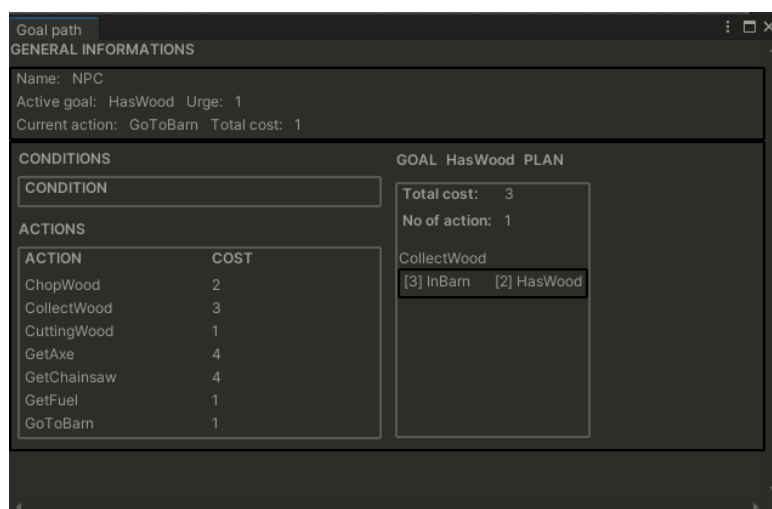 Goal path
GENERAL INFORMATIONS
Name: NPC
Active goal: HasWood Urge: 1
Current action: GoToBarn Total cost: 1
CONDITIONS
CONDITION
ACTIONS
ACTION COST
ChopWood 2
CollectWood 3
CuttingWood 1
GetAxe 4
GetChainsaw 4
GetFuel 1
GoToBarn 1
GOAL HasWood PLAN
Total cost: 3
No of action: 1
CollectWood
[3] InBarn [2] HasWood